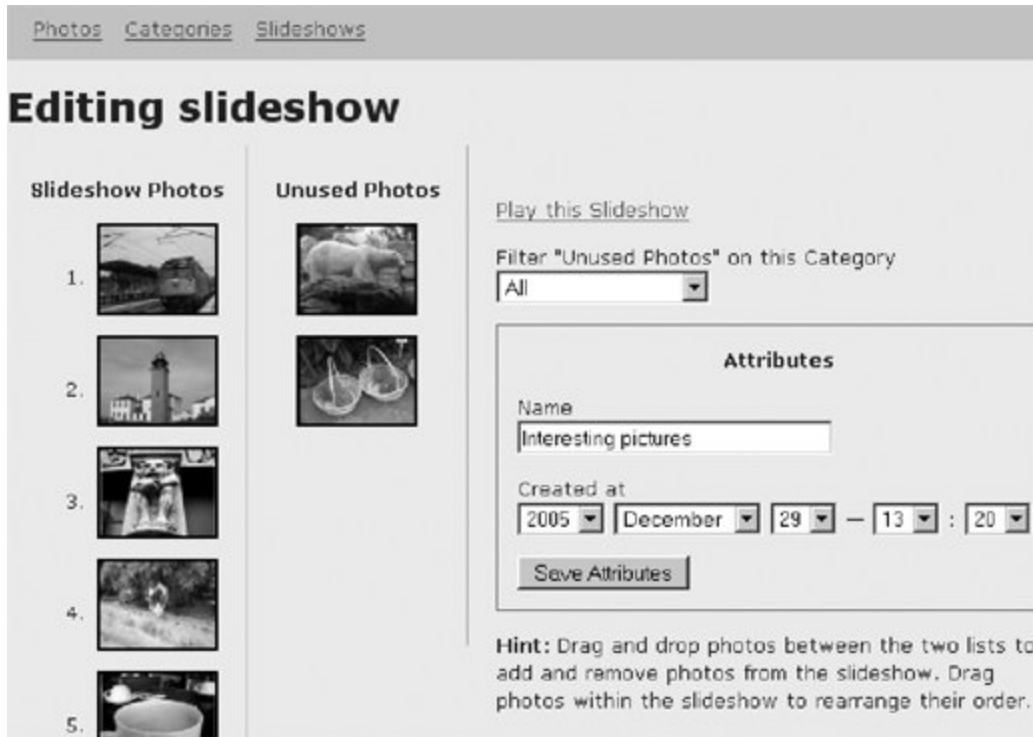 Photos Categories Slideshows
Editing slideshow
Slideshow Photos
1.
2.
3.
4.
5.
Unused Photos
Play this Slideshow
Filter "Unused Photos" on this Category
All
Attributes
Name
Interesting pictures
Created at
2005 December 29 — 13 : 20
Save Attributes
Hint: Drag and drop photos between the two lists to
add and remove photos from the slideshow. Drag
photos within the slideshow to rearrange their order.